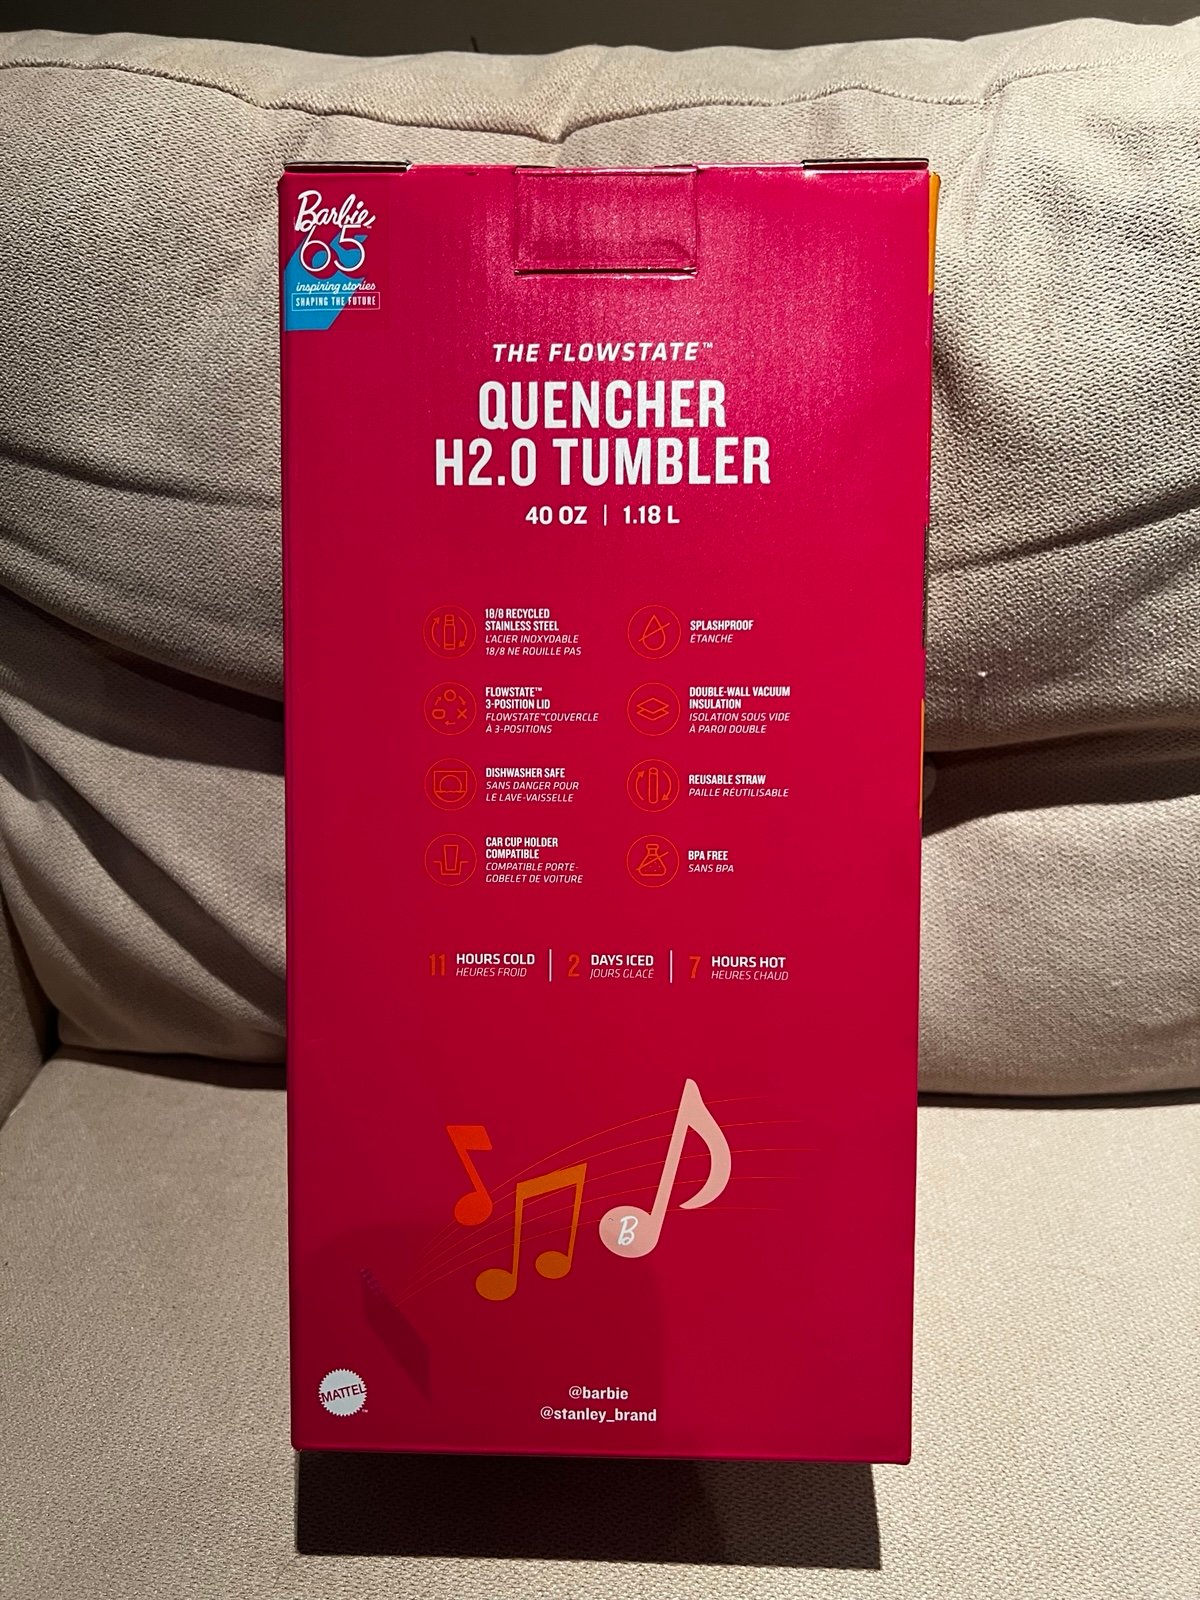 Barbie™
65
inspiring stories
SHAPING THE FUTURE
THE FLOWSTATE™
QUENCHER
H2.0 TUMBLER
40 OZ | 1.18 L
18/8 RECYCLED
STAINLESS STEEL
L'ACIER INOXYDABLE
18/8 NE ROUILLE PAS
SPLASHPROOF
ÉTANCHE
FLOWSTATE™
3-POSITION LID
FLOWSTATE™COUVERCLE
À 3-POSITIONS
DOUBLE-WALL VACUUM
INSULATION
ISOLATION SOUS VIDE
À PAROI DOUBLE
DISHWASHER SAFE
SANS DANGER POUR
LE LAVE-VAISSELLE
REUSABLE STRAW
PAILLE RÉUTILISABLE
CAR CUP HOLDER
COMPATIBLE
COMPATIBLE PORTE-
GOBELET DE VOITURE
BPA FREE
SANS BPA
11 HOURS COLD
HEURES FROID
2 DAYS ICED
JOURS GLACÉ
7 HOURS HOT
HEURES CHAUD
B
MATTEL™
@barbie
@stanley_brand